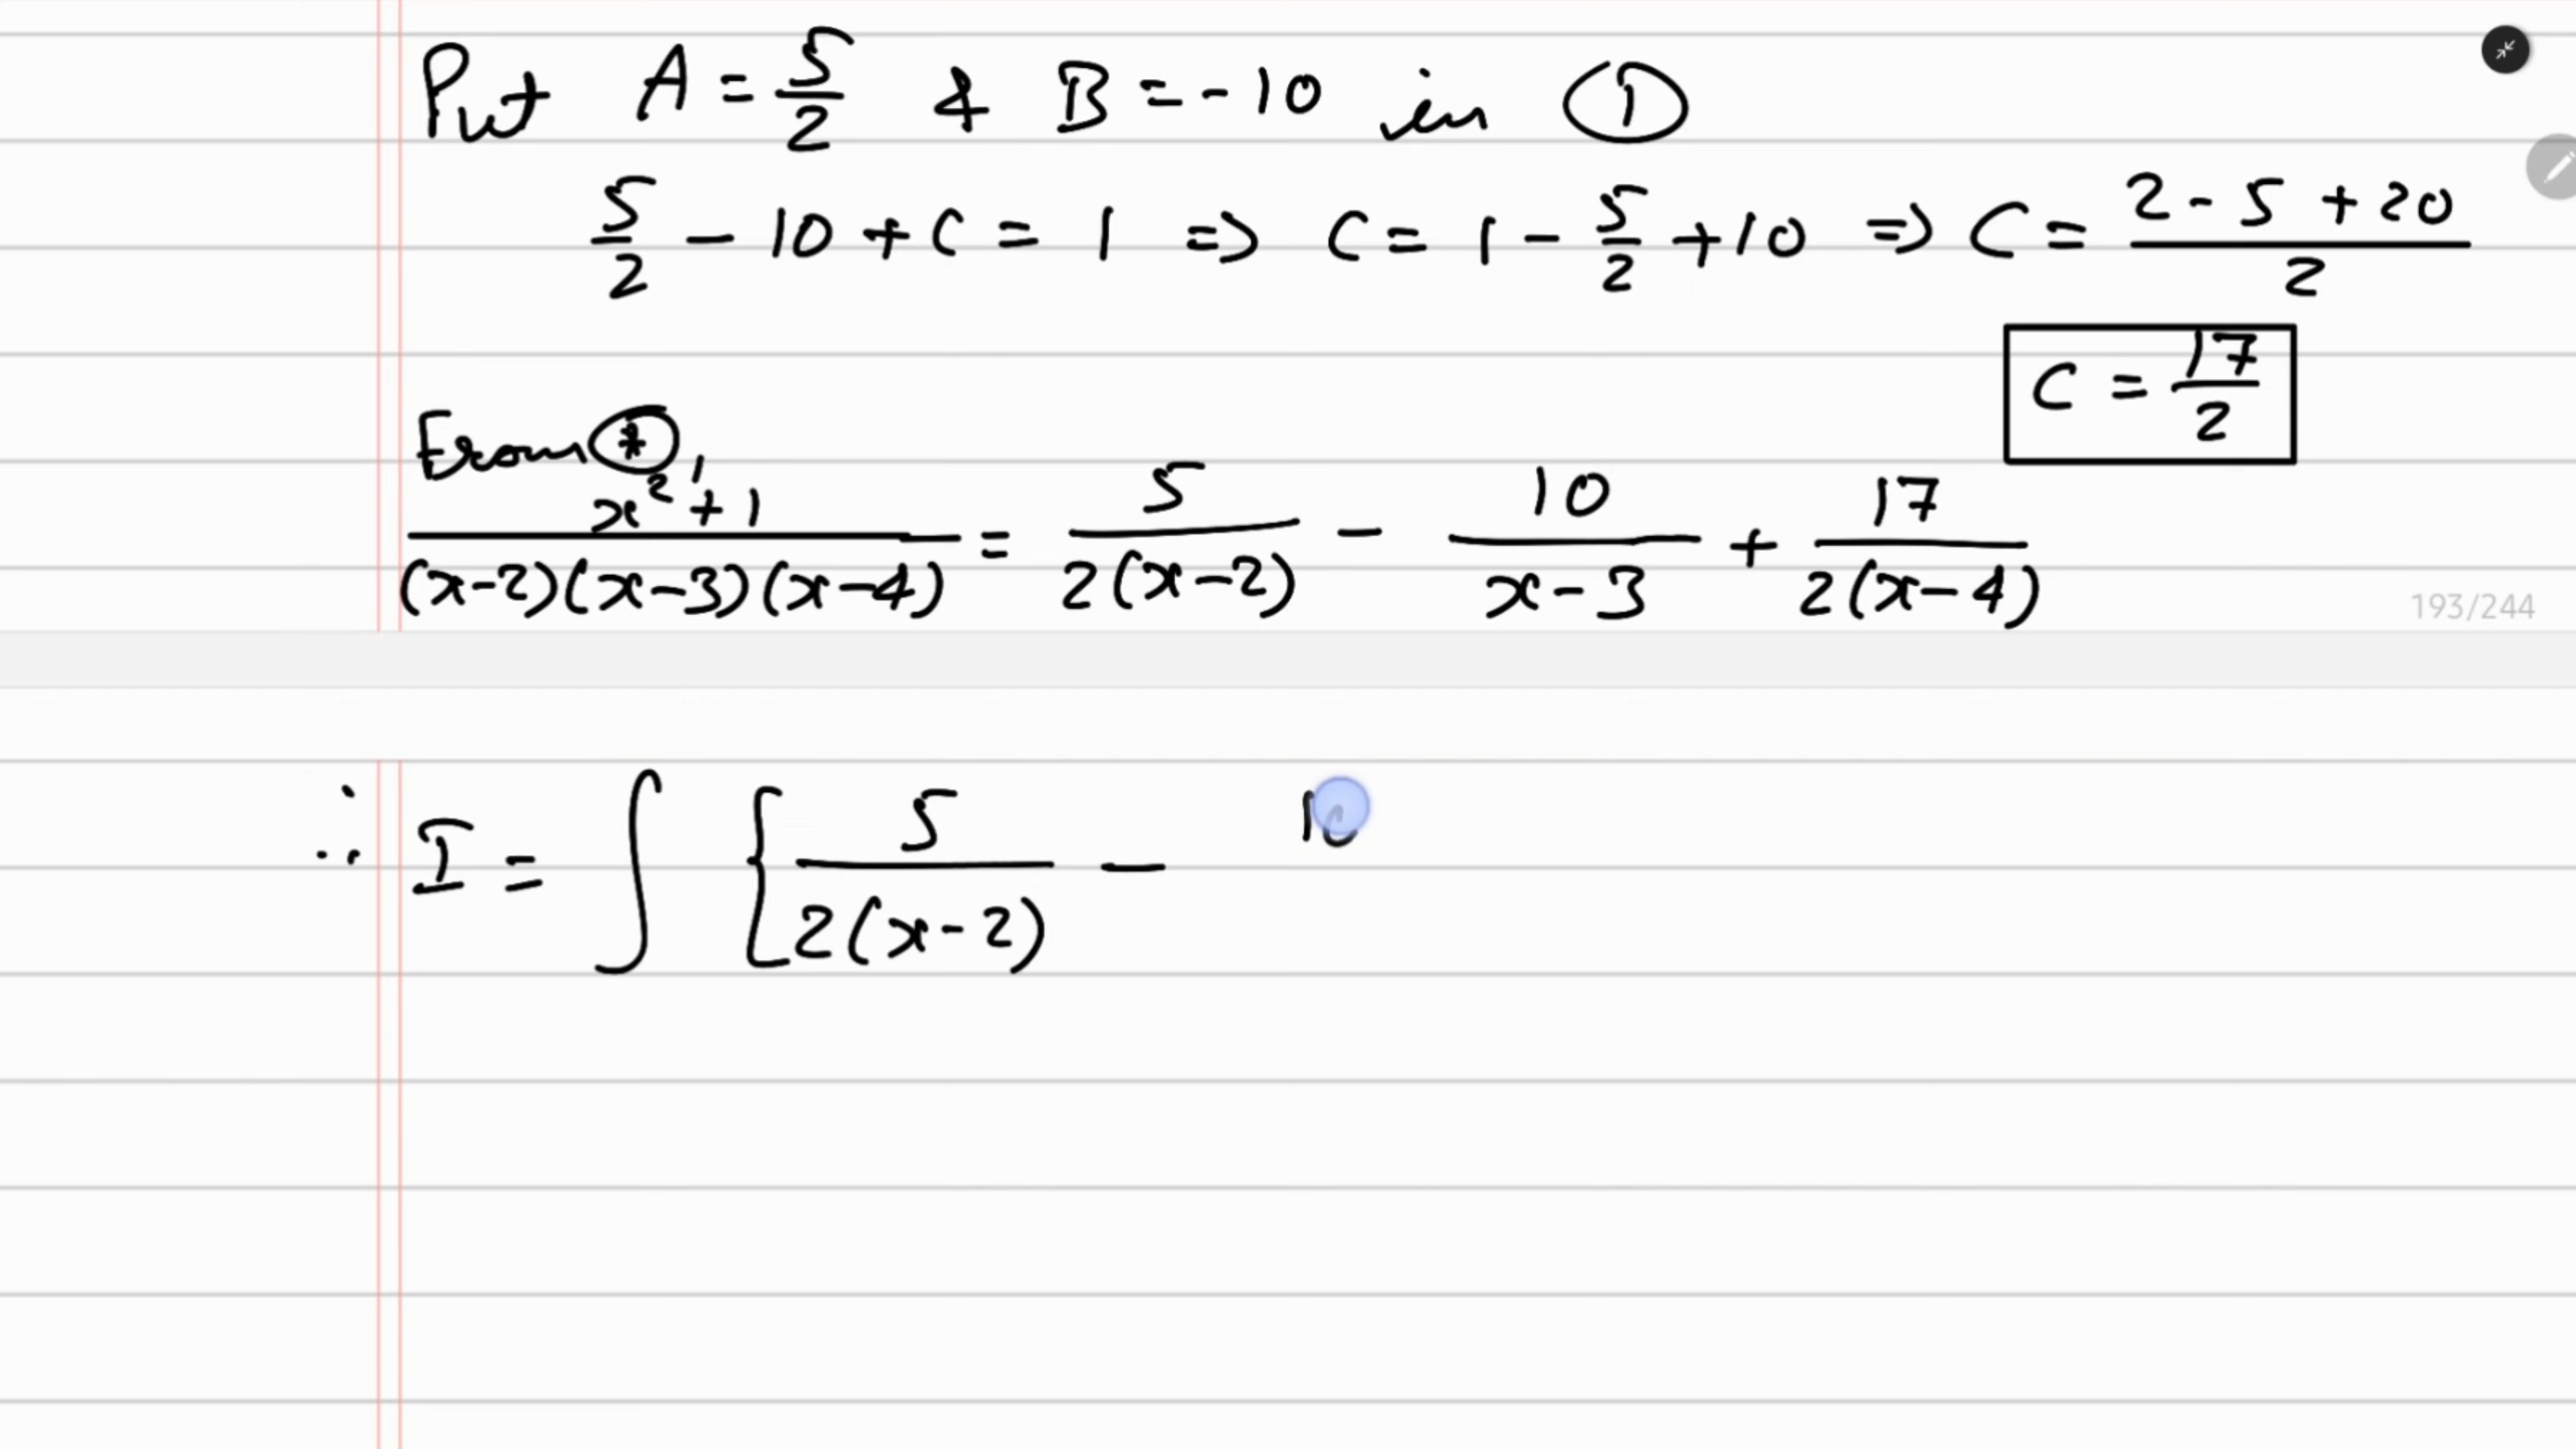 Put A = 5/2 & B = -10 in ①
5/2 - 10 + C = 1 => C = 1 - 5/2 + 10 => C = (2 - 5 + 20)/2
C = 17/2
From ⊛,
(x² + 1)/((x-2)(x-3)(x-4)) = 5/(2(x-2)) - 10/(x-3) + 17/(2(x-4))
193/244
∴ I = ∫ { 5/(2(x-2)) - 10